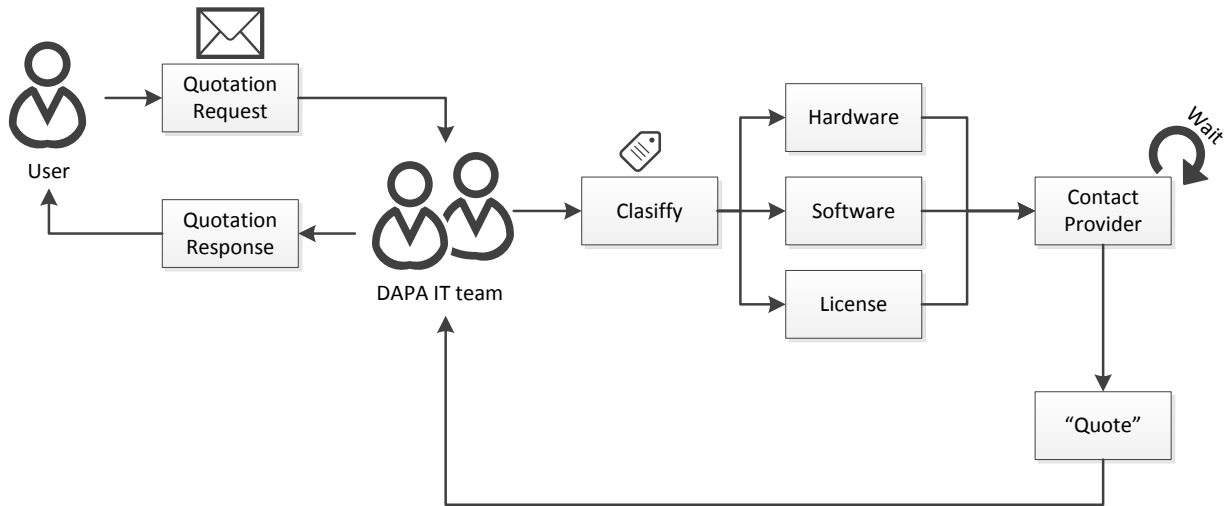 Quotation
Request
User
Quotation
Response
DAPA IT team
Clasiffy
Hardware
Software
License
Contact
Provider
Wait
“Quote”